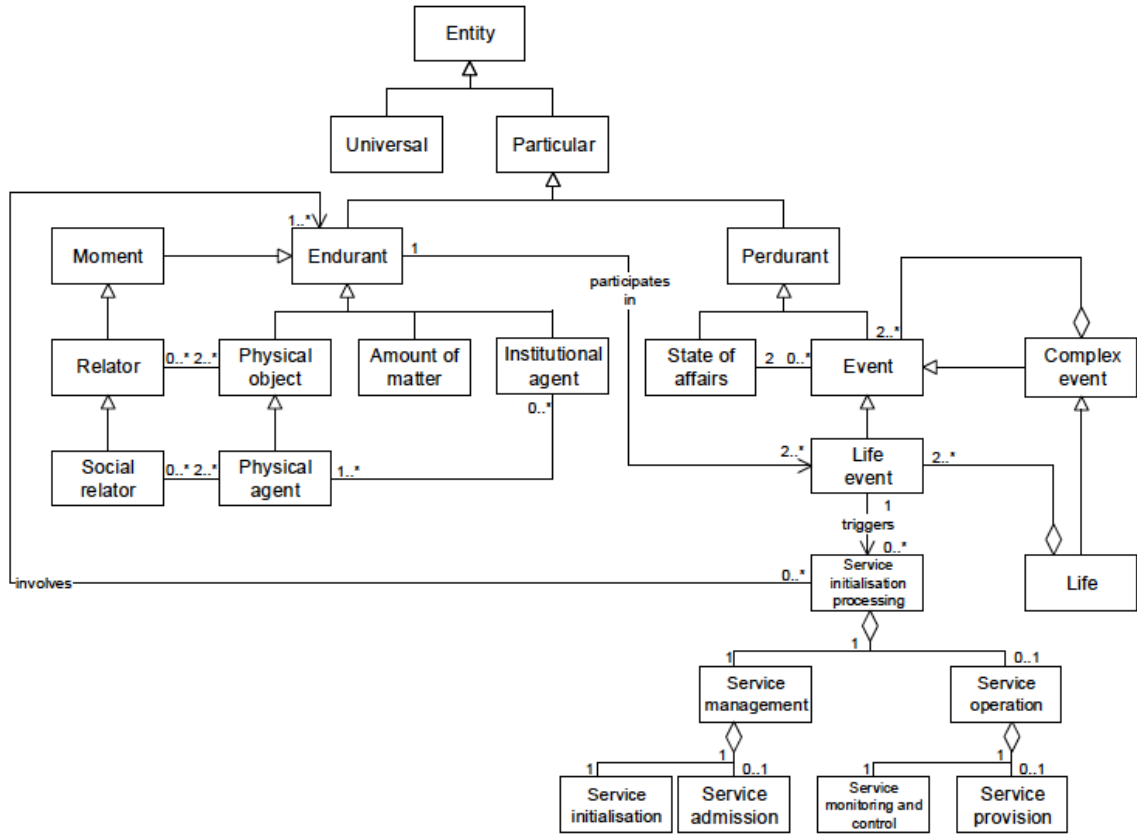 Entity
Universal
Particular
1..*
Moment
Endurant
1
Perdurant
participates
in
2..*
Relator
0..*
2..*
Physical
object
Amount of
matter
Institutional
agent
0..*
State of
affairs
2
0..*
Event
Complex
event
Social
relator
0..*
2..*
Physical
agent
1..*
2..*
Life
event
2..*
1
triggers
0..*
involves
0..*
Service
initialisation
processing
Life
1
1
0..1
Service
management
Service
operation
1
1
0..1
1
1
0..1
Service
initialisation
Service
admission
Service
monitoring and
control
Service
provision